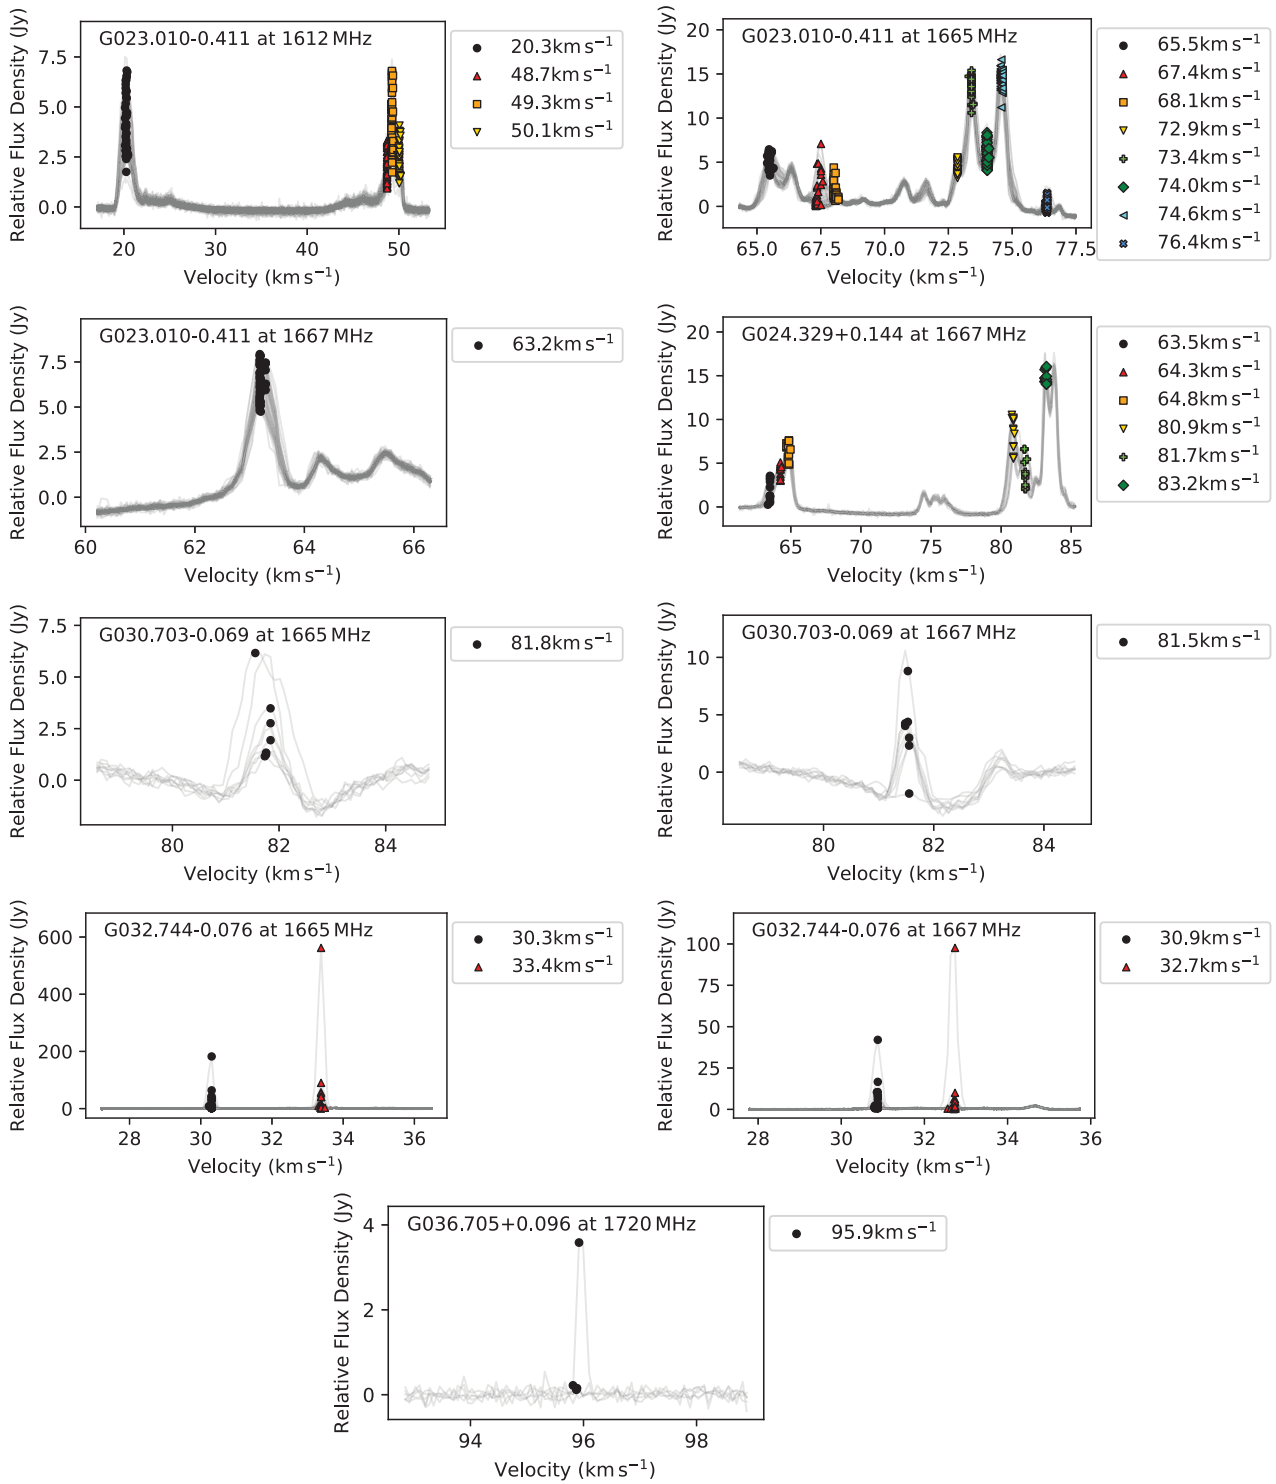 G023.010-0.411 at 1612 MHz
Relative Flux Density (Jy)
7.5
5.0
2.5
0.0
20 30 40 50
Velocity (km s⁻¹)
20.3km s⁻¹
48.7km s⁻¹
49.3km s⁻¹
50.1km s⁻¹
G023.010-0.411 at 1665 MHz
Relative Flux Density (Jy)
20
15
10
5
0
65.0 67.5 70.0 72.5 75.0 77.5
Velocity (km s⁻¹)
65.5km s⁻¹
67.4km s⁻¹
68.1km s⁻¹
72.9km s⁻¹
73.4km s⁻¹
74.0km s⁻¹
74.6km s⁻¹
76.4km s⁻¹
G023.010-0.411 at 1667 MHz
Relative Flux Density (Jy)
7.5
5.0
2.5
0.0
60 62 64 66
Velocity (km s⁻¹)
63.2km s⁻¹
G024.329+0.144 at 1667 MHz
Relative Flux Density (Jy)
20
15
10
5
0
65 70 75 80 85
Velocity (km s⁻¹)
63.5km s⁻¹
64.3km s⁻¹
64.8km s⁻¹
80.9km s⁻¹
81.7km s⁻¹
83.2km s⁻¹
G030.703-0.069 at 1665 MHz
Relative Flux Density (Jy)
7.5
5.0
2.5
0.0
80 82 84
Velocity (km s⁻¹)
81.8km s⁻¹
G030.703-0.069 at 1667 MHz
Relative Flux Density (Jy)
10
5
0
80 82 84
Velocity (km s⁻¹)
81.5km s⁻¹
G032.744-0.076 at 1665 MHz
Relative Flux Density (Jy)
600
400
200
0
28 30 32 34 36
Velocity (km s⁻¹)
30.3km s⁻¹
33.4km s⁻¹
G032.744-0.076 at 1667 MHz
Relative Flux Density (Jy)
100
75
50
25
0
28 30 32 34 36
Velocity (km s⁻¹)
30.9km s⁻¹
32.7km s⁻¹
G036.705+0.096 at 1720 MHz
Relative Flux Density (Jy)
4
2
0
94 96 98
Velocity (km s⁻¹)
95.9km s⁻¹